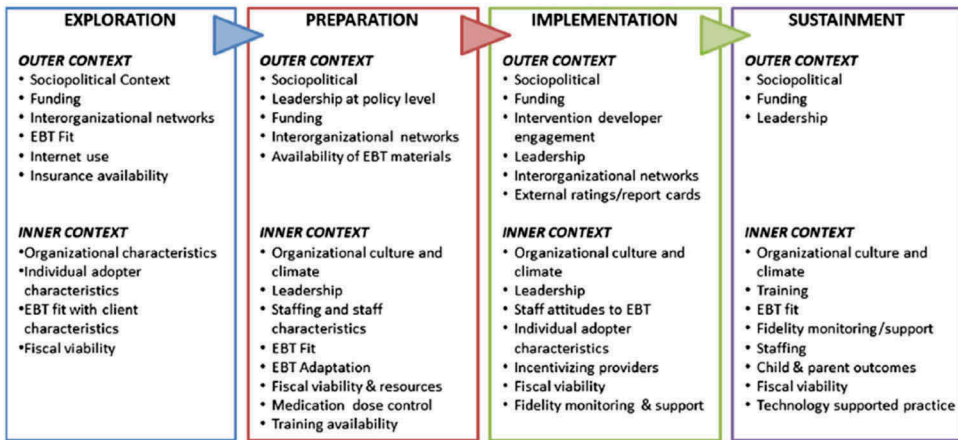 EXPLORATION
OUTER CONTEXT
• Sociopolitical Context
• Funding
• Interorganizational networks
• EBT Fit
• Internet use
• Insurance availability
INNER CONTEXT
•Organizational characteristics
•Individual adopter
characteristics
•EBT fit with client
characteristics
•Fiscal viability
PREPARATION
OUTER CONTEXT
• Sociopolitical
• Leadership at policy level
• Funding
• Interorganizational networks
• Availability of EBT materials
INNER CONTEXT
• Organizational culture and
climate
• Leadership
• Staffing and staff
characteristics
• EBT Fit
• EBT Adaptation
• Fiscal viability & resources
• Medication dose control
• Training availability
IMPLEMENTATION
OUTER CONTEXT
• Sociopolitical
• Funding
• Intervention developer
engagement
• Leadership
• Interorganizational networks
• External ratings/report cards
INNER CONTEXT
• Organizational culture and
climate
• Leadership
• Staff attitudes to EBT
• Individual adopter
characteristics
• Incentivizing providers
• Fiscal viability
• Fidelity monitoring & support
SUSTAINMENT
OUTER CONTEXT
• Sociopolitical
• Funding
• Leadership
INNER CONTEXT
• Organizational culture and
climate
• Training
• EBT fit
• Fidelity monitoring/support
• Staffing
• Child & parent outcomes
• Fiscal viability
• Technology supported practice